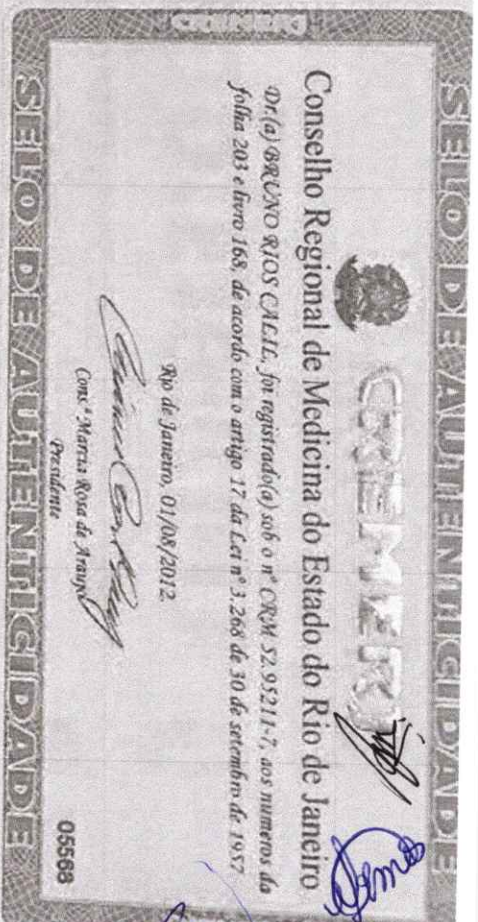 SELO DE AUTENTICIDADE
CREMERJ
Conselho Regional de Medicina do Estado do Rio de Janeiro
Dr.(a) BRUNO RIOS CALIL, foi registrado(a) sob o nº CRM 52.95211-7, aos numeros da
folha 203 e livro 168, de acordo com o artigo 17 da Lei nº 3.268 de 30 de setembro de 1957
Rio de Janeiro, 01/08/2012.
Consª Marcia Rosa de Araujo
Presidente
05568
SELO DE AUTENTICIDADE